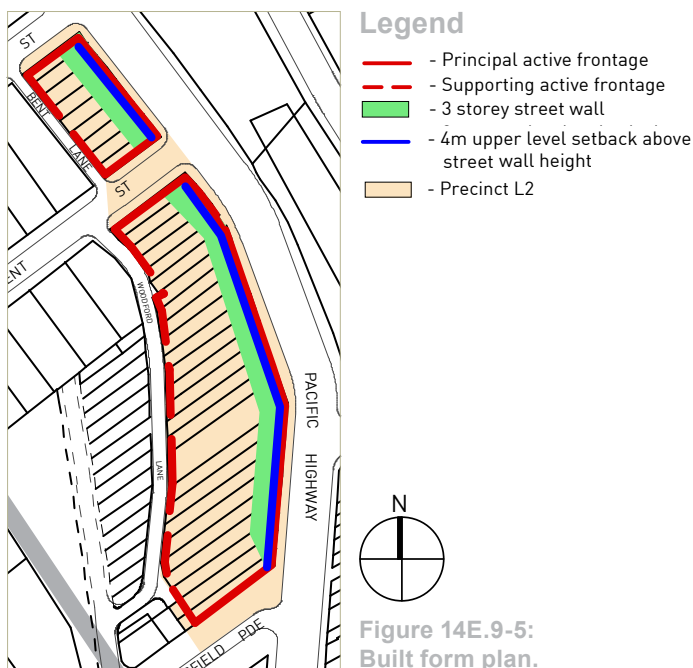 Legend
- Principal active frontage
- Supporting active frontage
- 3 storey street wall
- 4m upper level setback above
street wall height
- Precinct L2
ST
BENT
LANE
ST
ENT
WOODFORD
LANE
PACIFIC
HIGHWAY
FIELD PDE
N
Figure 14E.9-5:
Built form plan.